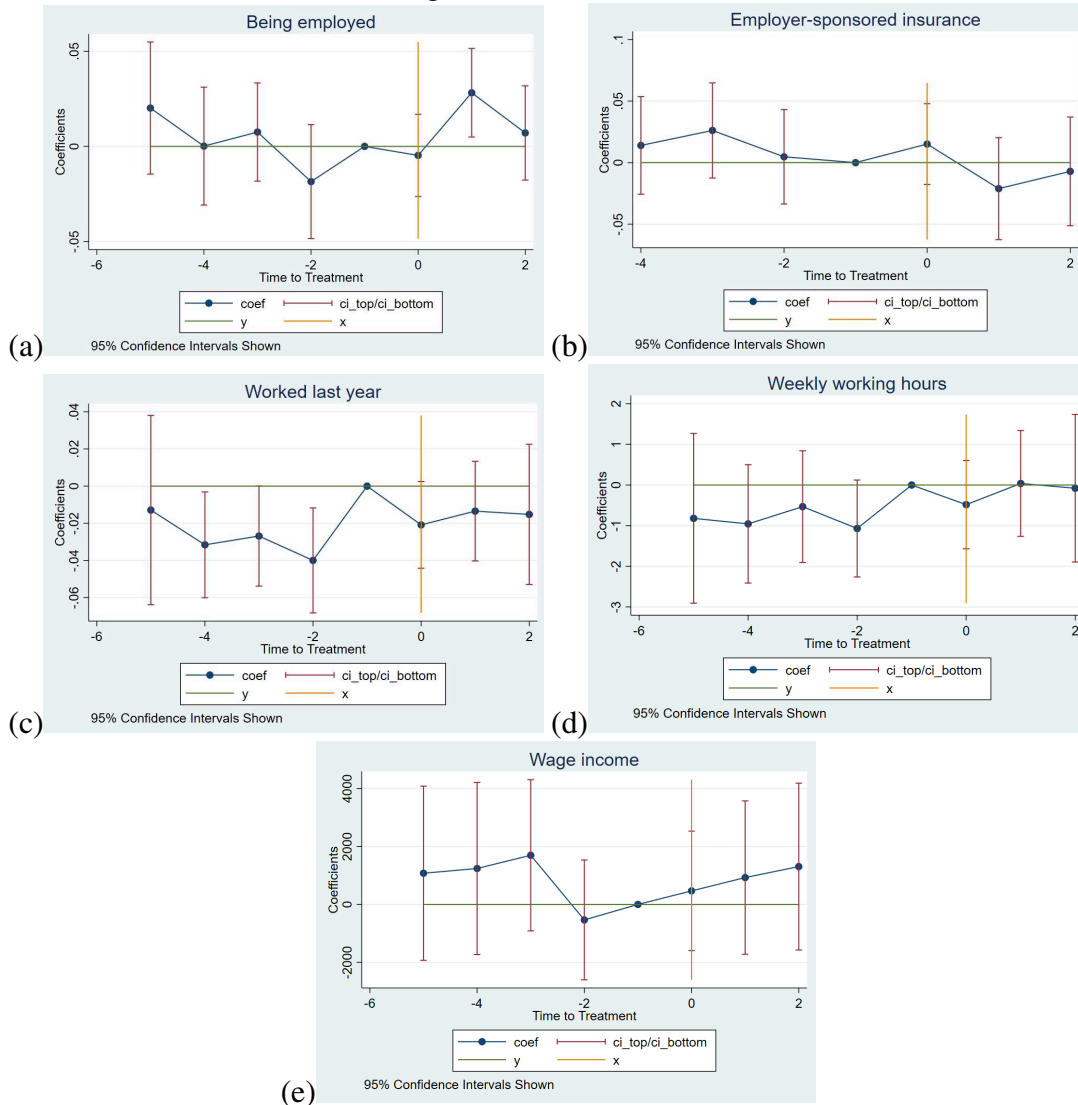 Being employed
.05
0
-.05
Coefficients
-6 -4 -2 0 2
Time to Treatment
coef ci_top/ci_bottom
y x
95% Confidence Intervals Shown
(a)
Employer-sponsored insurance
.1
.05
0
-.05
Coefficients
-4 -2 0 2
Time to Treatment
coef ci_top/ci_bottom
y x
95% Confidence Intervals Shown
(b)
Worked last year
.04
.02
0
-.02
-.04
-.06
Coefficients
-6 -4 -2 0 2
Time to Treatment
coef ci_top/ci_bottom
y x
95% Confidence Intervals Shown
(c)
Weekly working hours
2
1
0
-1
-2
-3
Coefficients
-6 -4 -2 0 2
Time to Treatment
coef ci_top/ci_bottom
y x
95% Confidence Intervals Shown
(d)
Wage income
4000
2000
0
-2000
Coefficients
-6 -4 -2 0 2
Time to Treatment
coef ci_top/ci_bottom
y x
95% Confidence Intervals Shown
(e)